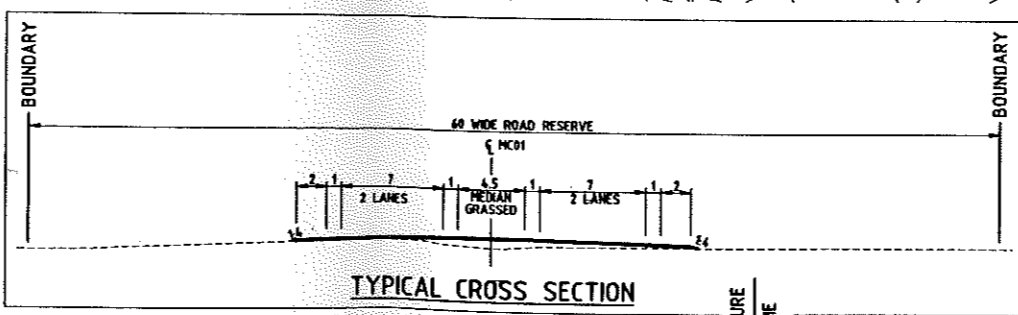 BOUNDARY
BOUNDARY
60 WIDE ROAD RESERVE
℄ MC01
2 1 7 1 4.5 1 7 1 2
2 LANES MEDIAN 2 LANES
GRASSED
TYPICAL CROSS SECTION